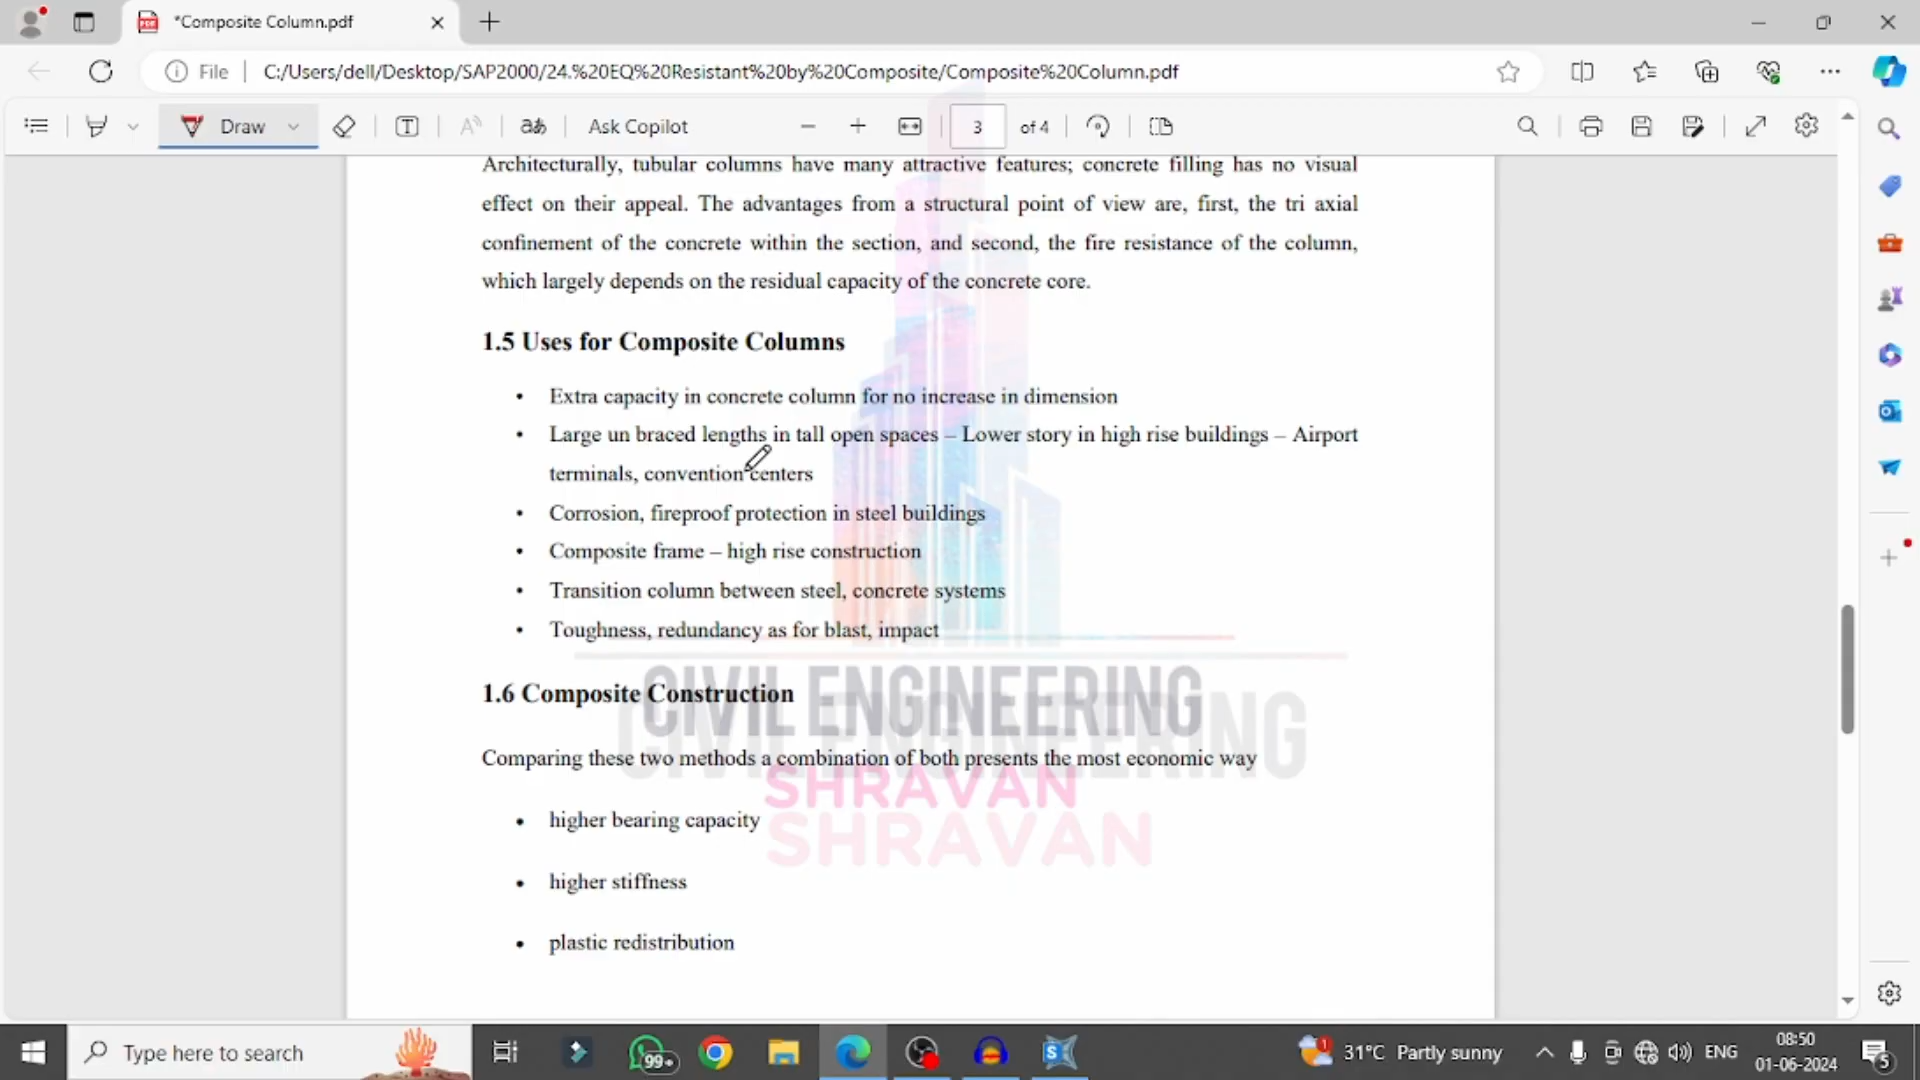 *Composite Column.pdf
File
C:/Users/dell/Desktop/SAP2000/24.%20EQ%20Resistant%20by%20Composite/Composite%20Column.pdf
Draw
Ask Copilot
3 of 4
Architecturally, tubular columns have many attractive features; concrete filling has no visual
effect on their appeal. The advantages from a structural point of view are, first, the tri axial
confinement of the concrete within the section, and second, the fire resistance of the column,
which largely depends on the residual capacity of the concrete core.
1.5 Uses for Composite Columns
• Extra capacity in concrete column for no increase in dimension
• Large un braced lengths in tall open spaces – Lower story in high rise buildings – Airport
terminals, convention centers
• Corrosion, fireproof protection in steel buildings
• Composite frame – high rise construction
• Transition column between steel, concrete systems
• Toughness, redundancy as for blast, impact
1.6 Composite Construction
CIVIL ENGINEERING
CIVIL ENGINEERING
Comparing these two methods a combination of both presents the most economic way
SHRAVAN
SHRAVAN
• higher bearing capacity
• higher stiffness
• plastic redistribution
Type here to search
99+
1
31°C Partly sunny
ENG
08:50
01-06-2024
5